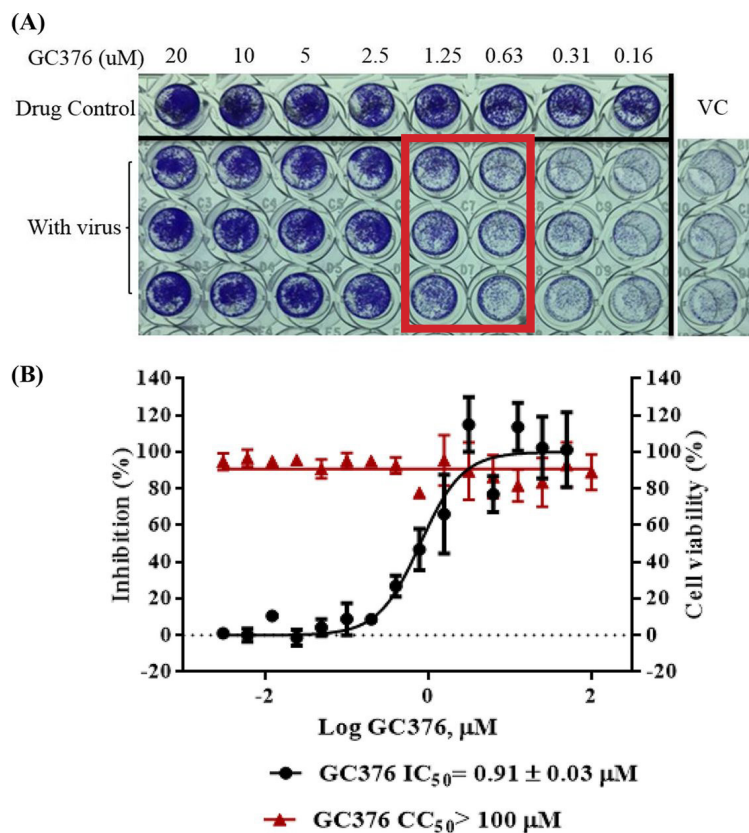 (A)
GC376 (uM) 20 10 5 2.5 1.25 0.63 0.31 0.16
Drug Control
VC
With virus
C7
D7
(B)
140 140
120 120
100 100
80 80
60 60
40 40
20 20
0 0
-20 -20
Inhibition (%)
Cell viability (%)
-2 0 2
Log GC376, μM
GC376 IC50= 0.91 ± 0.03 μM
GC376 CC50> 100 μM